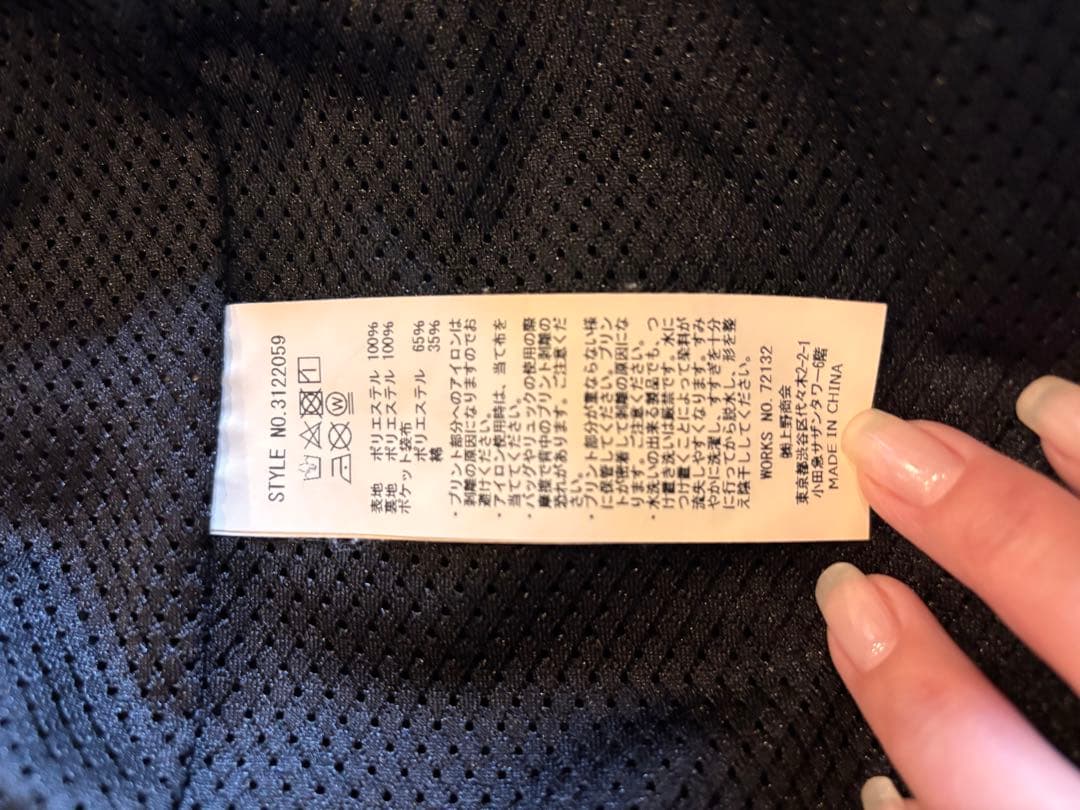 STYLE NO.3122059
表地 ポリエステル 100%
裏地 ポリエステル 100%
ポケット袋布
ポリエステル 65%
綿 35%
・プリント部分へのアイロンは
剥離の原因になりますのでお
避けください。
・アイロン使用時は、当て布を
当ててください。
・バッグやリュックの使用の際
摩擦で背中のプリント剥離の
恐れがあります。ご注意くだ
さい。
・プリント部分が重ならない様
に保管してください。プリン
トが密着して剥離の原因にな
ります。ご注意ください。
・水洗いの出来る製品でも、つ
け置き洗いは厳禁です。水に
つけ置くことによって染料が
流失しやすくなります。すみ
やかに洗濯し、すすぎを十分
に行ってから脱水し、形を整
え陰干ししてください。
WORKS NO.72132
㈱上野商会
東京都渋谷区代々木2-2-1
小田急サザンタワー6階
MADE IN CHINA